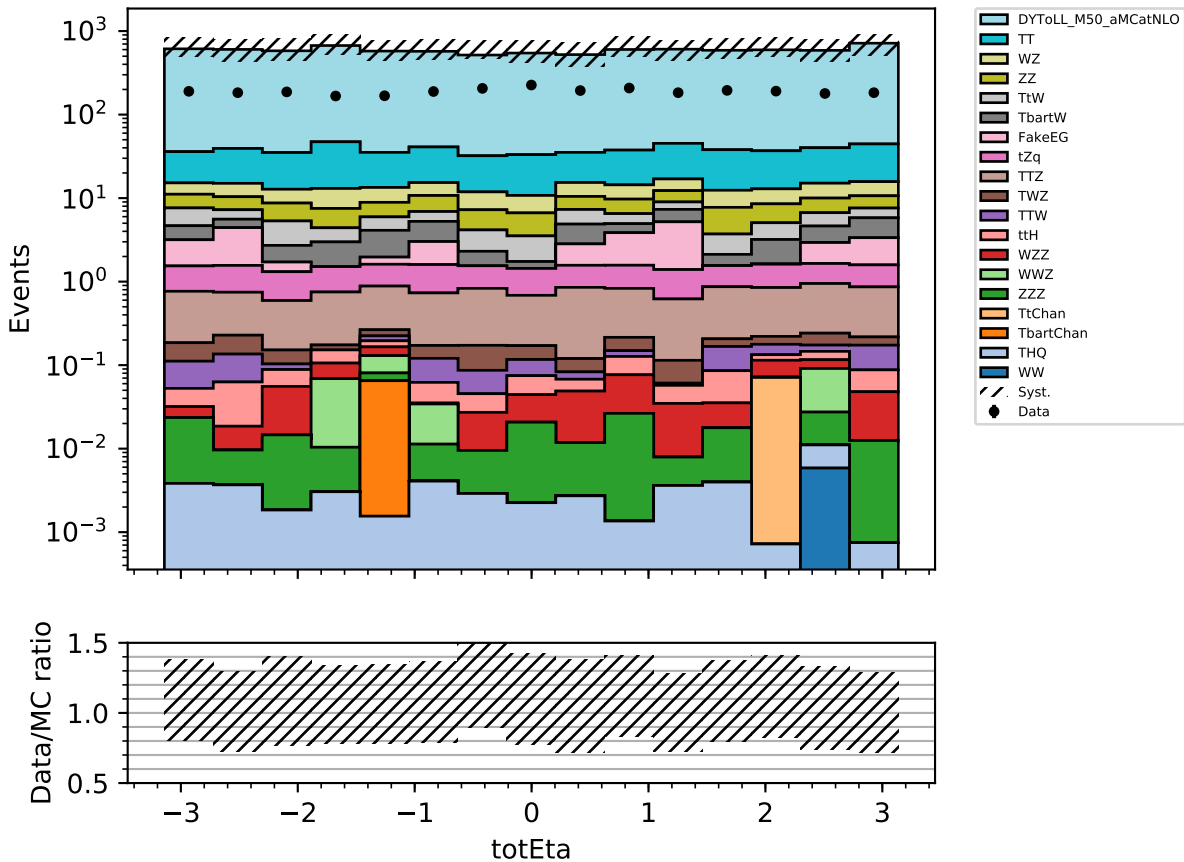 10³
10²
10¹
10⁰
10⁻¹
10⁻²
10⁻³
Events
DYToLL_M50_aMCatNLO
TT
WZ
ZZ
TtW
TbartW
FakeEG
tZq
TTZ
TWZ
TTW
ttH
WZZ
WWZ
ZZZ
TtChan
TbartChan
THQ
WW
Syst.
Data
−3 −2 −1 0 1 2 3
1.5
1.0
0.5
Data/MC ratio
totEta